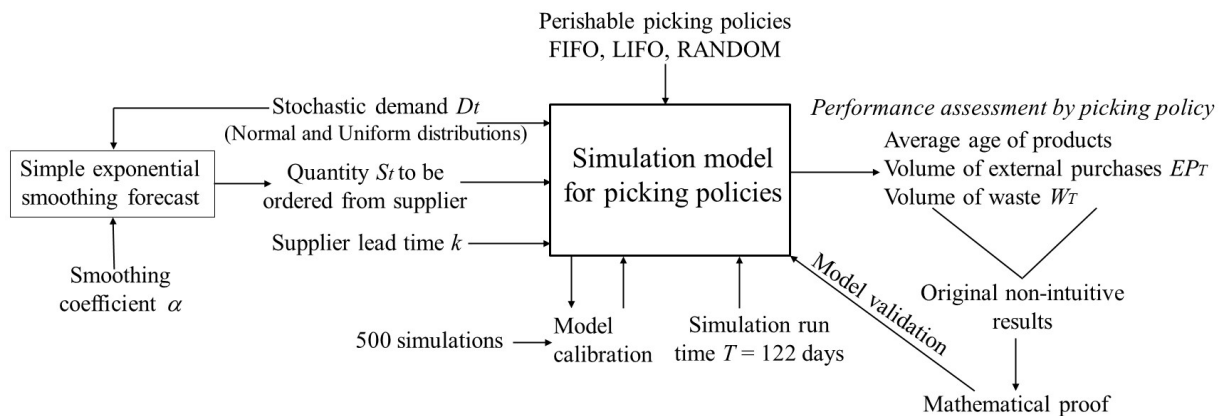 Perishable picking policies
FIFO, LIFO, RANDOM
Stochastic demand Dt
(Normal and Uniform distributions)
Simple exponential
smoothing forecast
Quantity St to be
ordered from supplier
Supplier lead time k
Smoothing
coefficient α
Simulation model
for picking policies
Performance assessment by picking policy
Average age of products
Volume of external purchases EPT
Volume of waste WT
500 simulations
Model
calibration
Simulation run
time T = 122 days
Model validation
Original non-intuitive
results
Mathematical proof